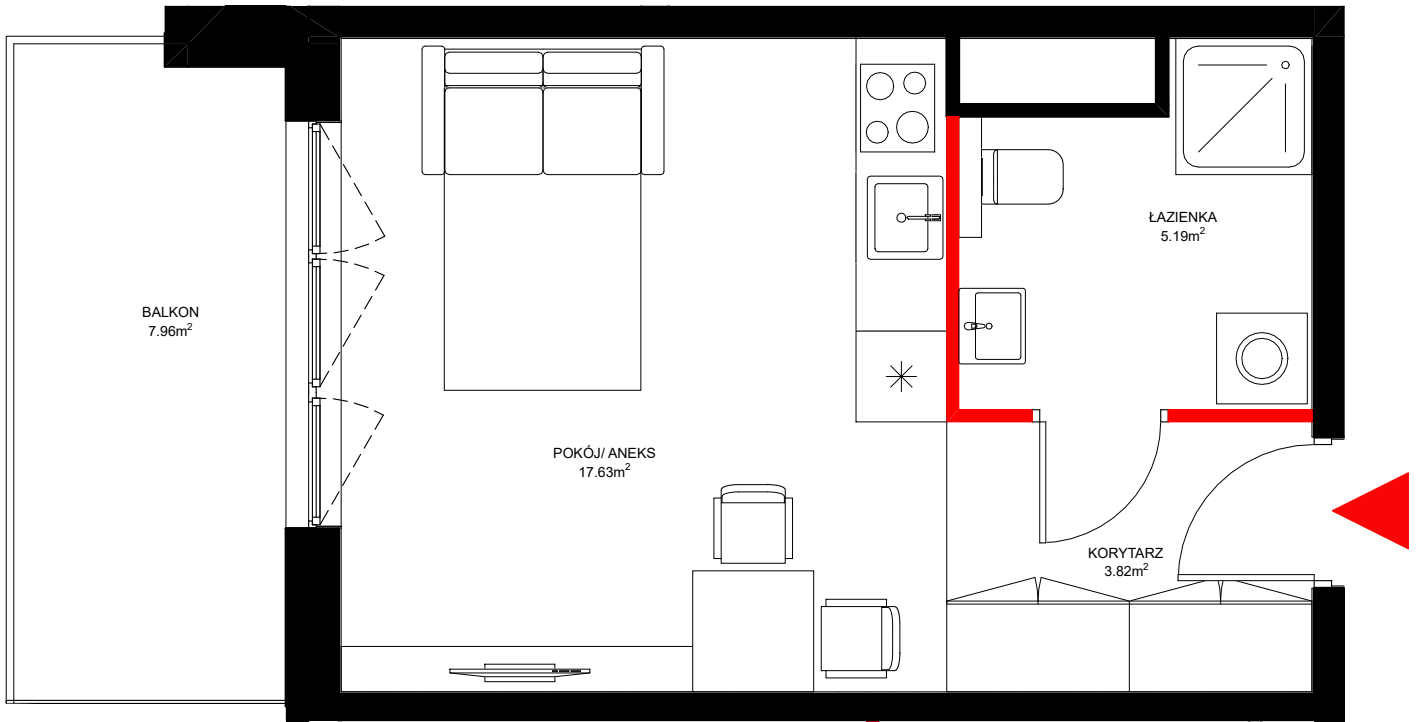 BALKON
7.96m²
POKÓJ/ ANEKS
17.63m²
ŁAZIENKA
5.19m²
KORYTARZ
3.82m²